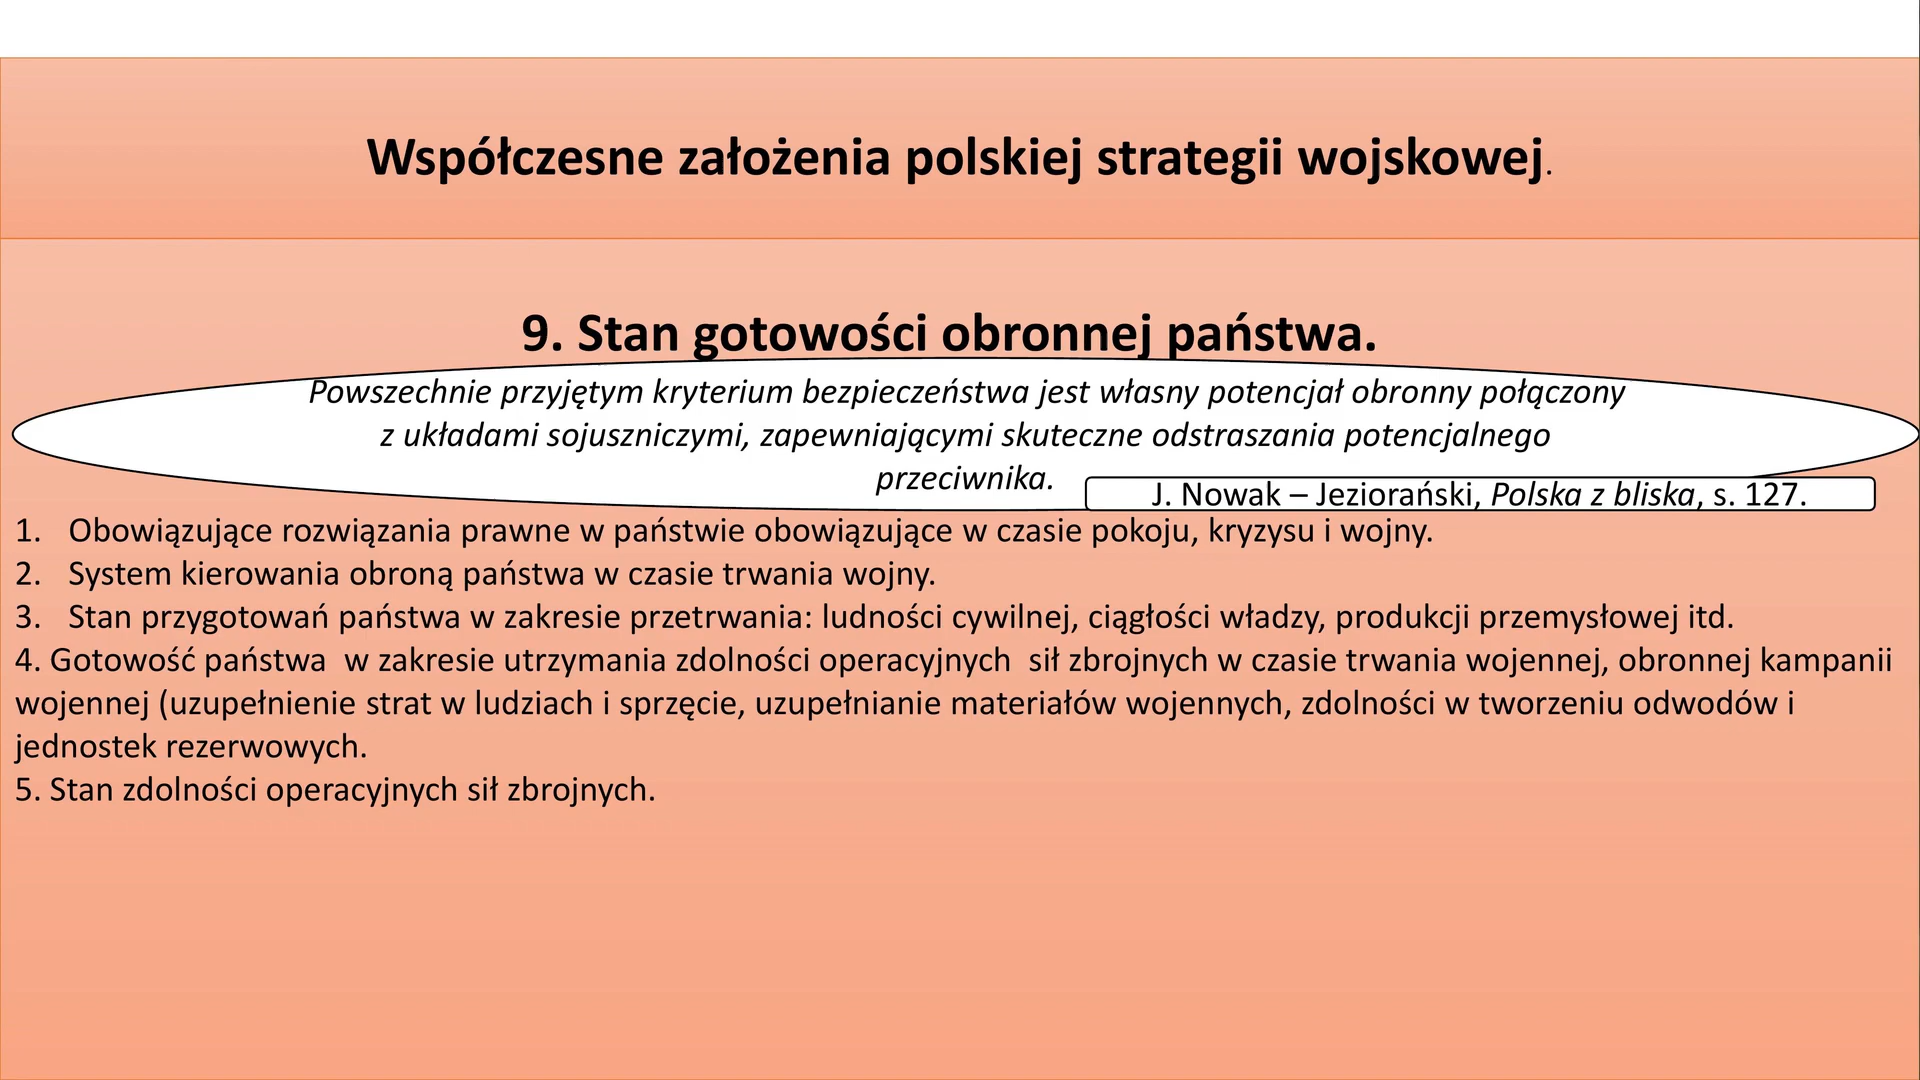 Współczesne założenia polskiej strategii wojskowej.
9. Stan gotowości obronnej państwa.
Powszechnie przyjętym kryterium bezpieczeństwa jest własny potencjał obronny połączony
z układami sojuszniczymi, zapewniającymi skuteczne odstraszania potencjalnego
przeciwnika.
J. Nowak – Jeziorański, Polska z bliska, s. 127.
1. Obowiązujące rozwiązania prawne w państwie obowiązujące w czasie pokoju, kryzysu i wojny.
2. System kierowania obroną państwa w czasie trwania wojny.
3. Stan przygotowań państwa w zakresie przetrwania: ludności cywilnej, ciągłości władzy, produkcji przemysłowej itd.
4. Gotowość państwa  w zakresie utrzymania zdolności operacyjnych  sił zbrojnych w czasie trwania wojennej, obronnej kampanii
wojennej (uzupełnienie strat w ludziach i sprzęcie, uzupełnianie materiałów wojennych, zdolności w tworzeniu odwodów i
jednostek rezerwowych.
5. Stan zdolności operacyjnych sił zbrojnych.